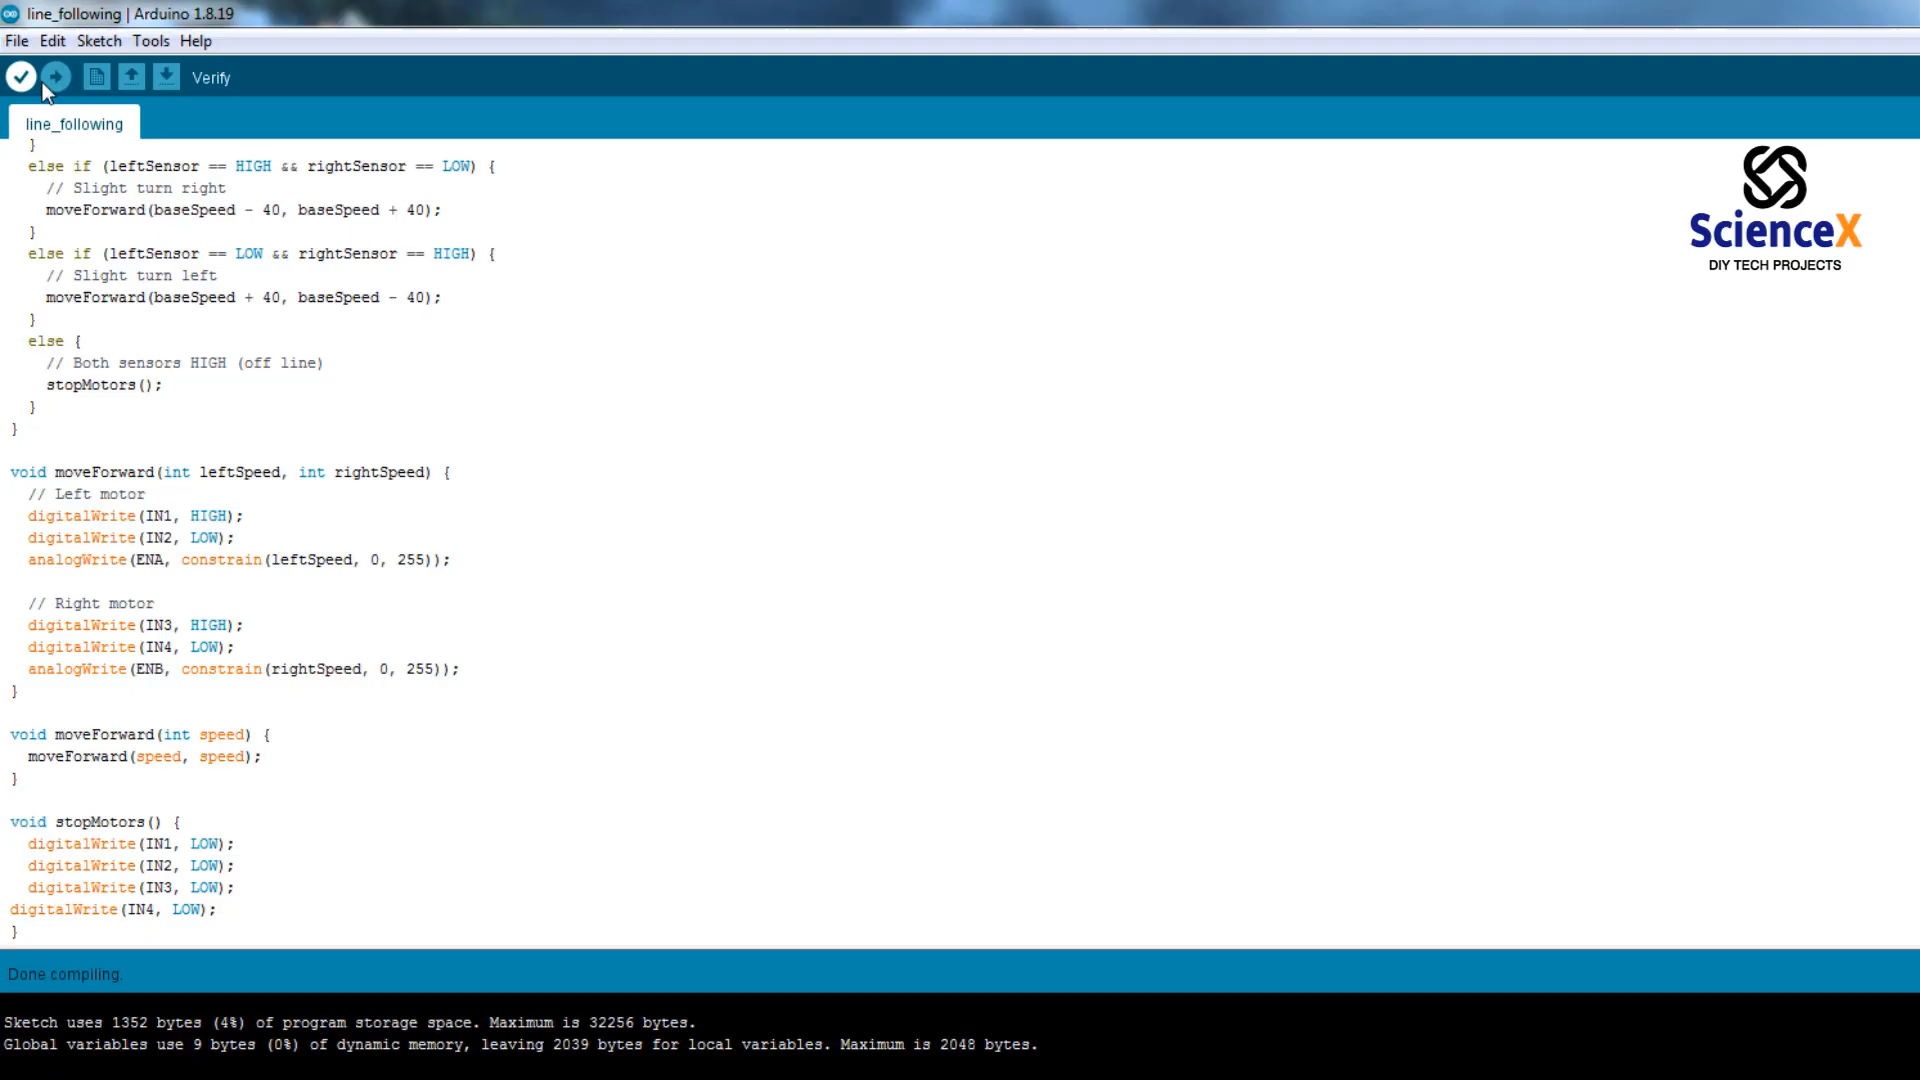 line_following | Arduino 1.8.19
File Edit Sketch Tools Help
Verify
line_following
}
else if (leftSensor == HIGH && rightSensor == LOW) {
// Slight turn right
moveForward(baseSpeed - 40, baseSpeed + 40);
}
else if (leftSensor == LOW && rightSensor == HIGH) {
// Slight turn left
moveForward(baseSpeed + 40, baseSpeed - 40);
}
else {
// Both sensors HIGH (off line)
stopMotors();
}
}
void moveForward(int leftSpeed, int rightSpeed) {
// Left motor
digitalWrite(IN1, HIGH);
digitalWrite(IN2, LOW);
analogWrite(ENA, constrain(leftSpeed, 0, 255));
// Right motor
digitalWrite(IN3, HIGH);
digitalWrite(IN4, LOW);
analogWrite(ENB, constrain(rightSpeed, 0, 255));
}
void moveForward(int speed) {
moveForward(speed, speed);
}
void stopMotors() {
digitalWrite(IN1, LOW);
digitalWrite(IN2, LOW);
digitalWrite(IN3, LOW);
digitalWrite(IN4, LOW);
}
ScienceX
DIY TECH PROJECTS
Done compiling.
Sketch uses 1352 bytes (4%) of program storage space. Maximum is 32256 bytes.
Global variables use 9 bytes (0%) of dynamic memory, leaving 2039 bytes for local variables. Maximum is 2048 bytes.